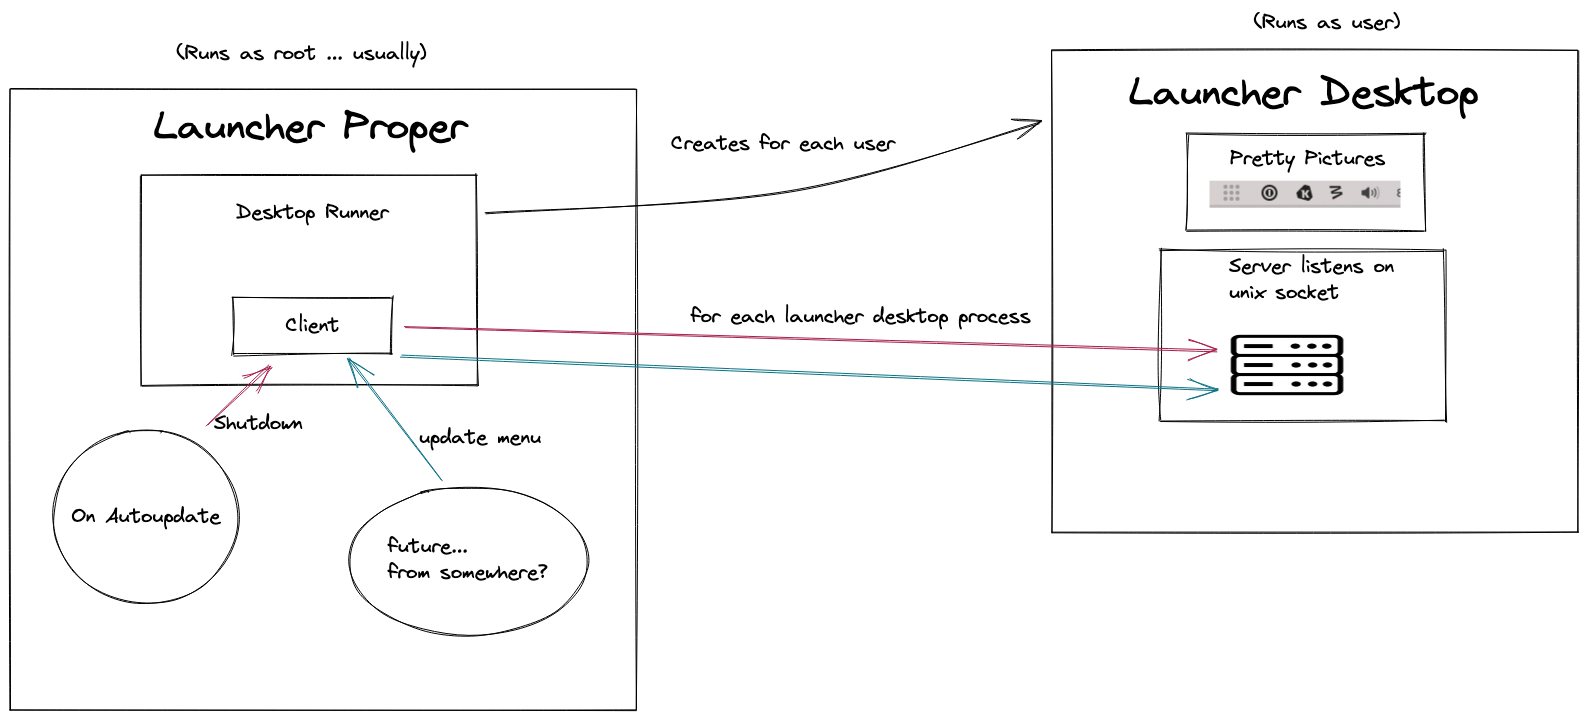 (Runs as root ... usually)
Launcher Proper
Desktop Runner
Client
Shutdown
update menu
On Autoupdate
future...
from somewhere?
Creates for each user
for each launcher desktop process
(Runs as user)
Launcher Desktop
Pretty Pictures
Server listens on
unix socket